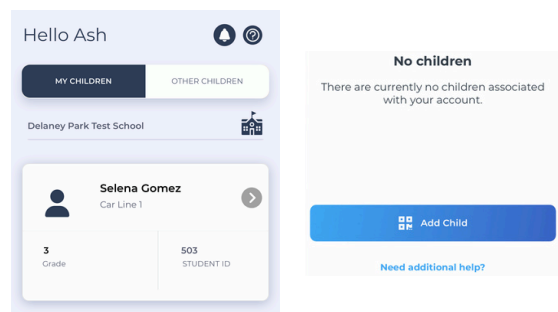 Hello Ash
MY CHILDREN
OTHER CHILDREN
Delaney Park Test School
Selena Gomez
Car Line 1
3
Grade
503
STUDENT ID
No children
There are currently no children associated
with your account.
Add Child
Need additional help?